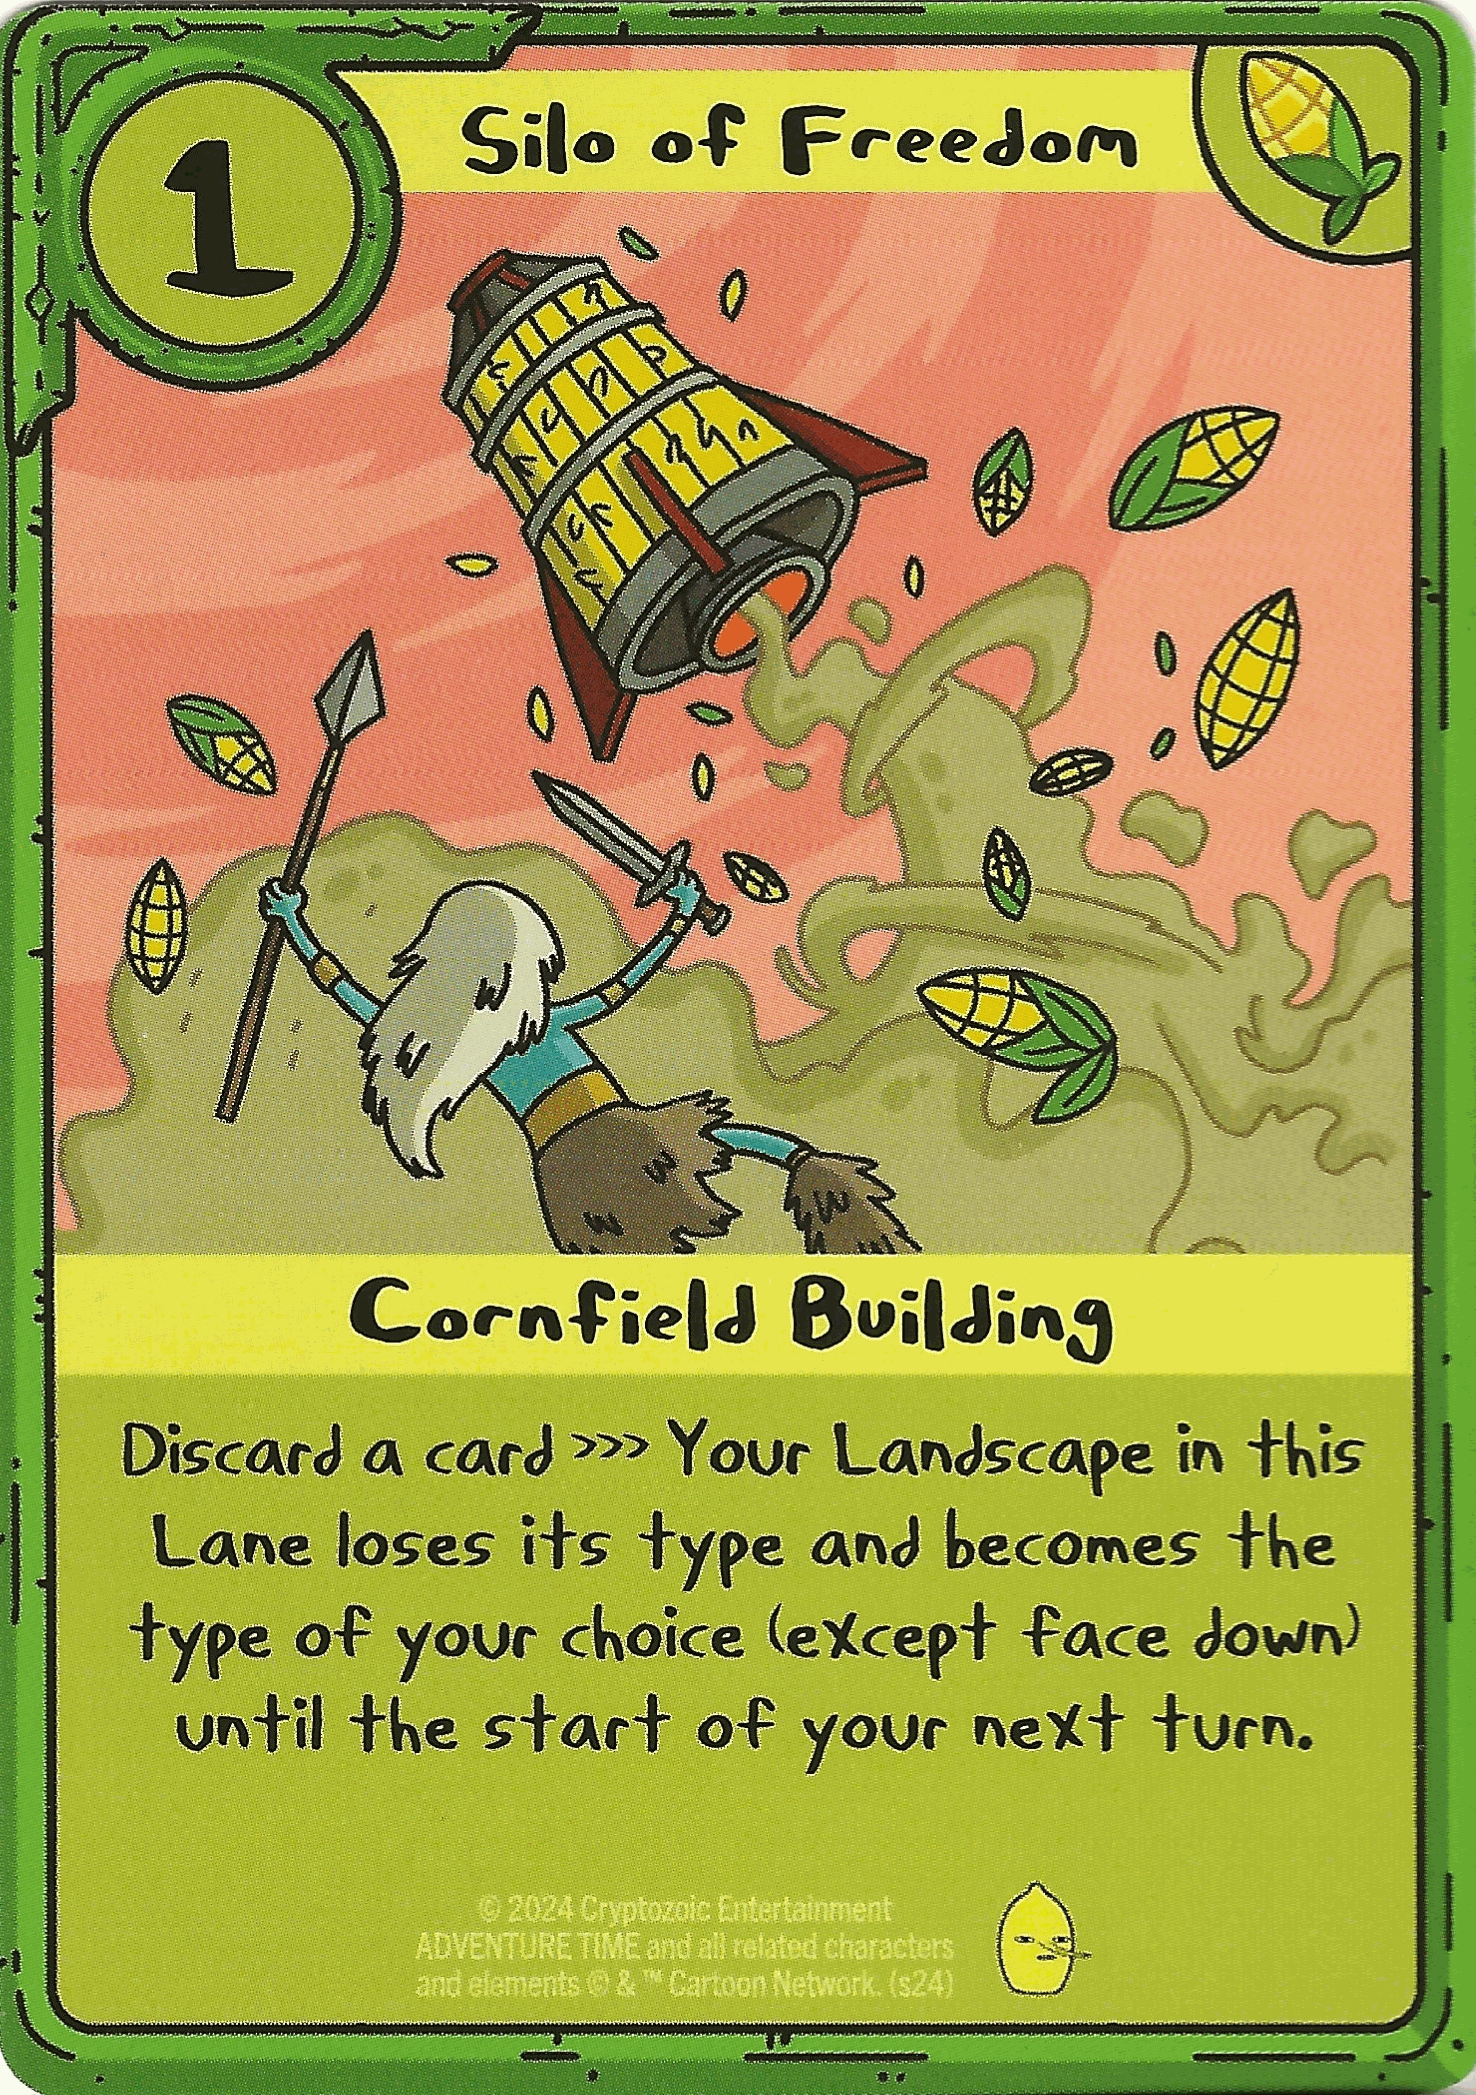 1
Silo of Freedom
Cornfield Building
Discard a card >>> Your Landscape in this
Lane loses its type and becomes the
type of your choice (except face down)
until the start of your next turn.
© 2024 Cryptozoic Entertainment
ADVENTURE TIME and all related characters
and elements © & ™ Cartoon Network. (s24)